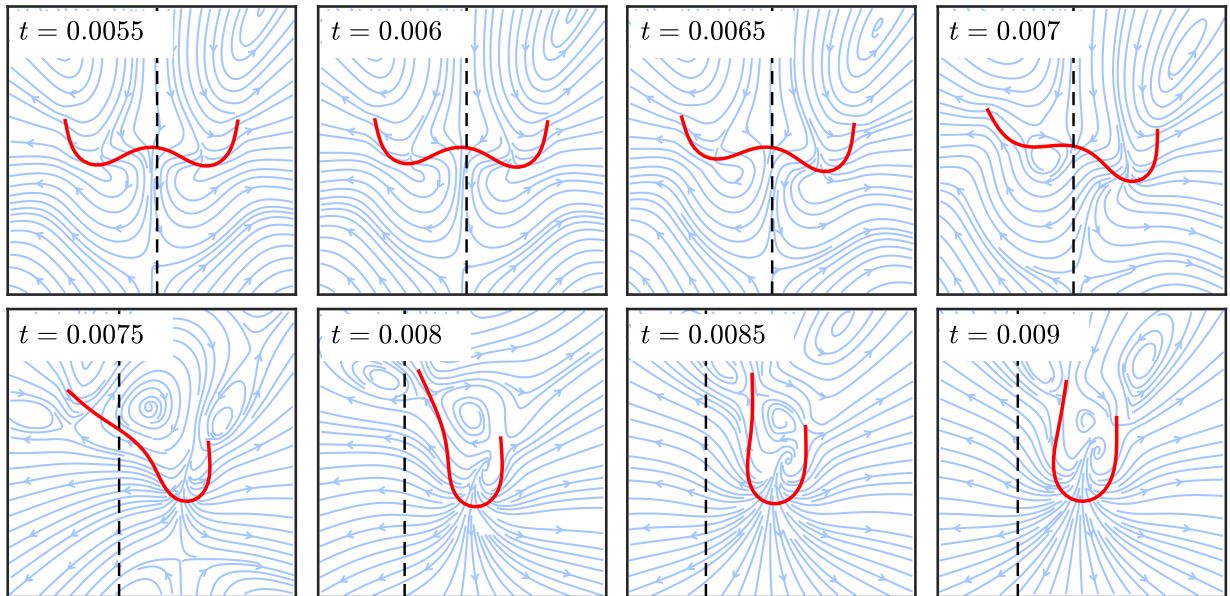 t = 0.0055
t = 0.006
t = 0.0065
t = 0.007
t = 0.0075
t = 0.008
t = 0.0085
t = 0.009